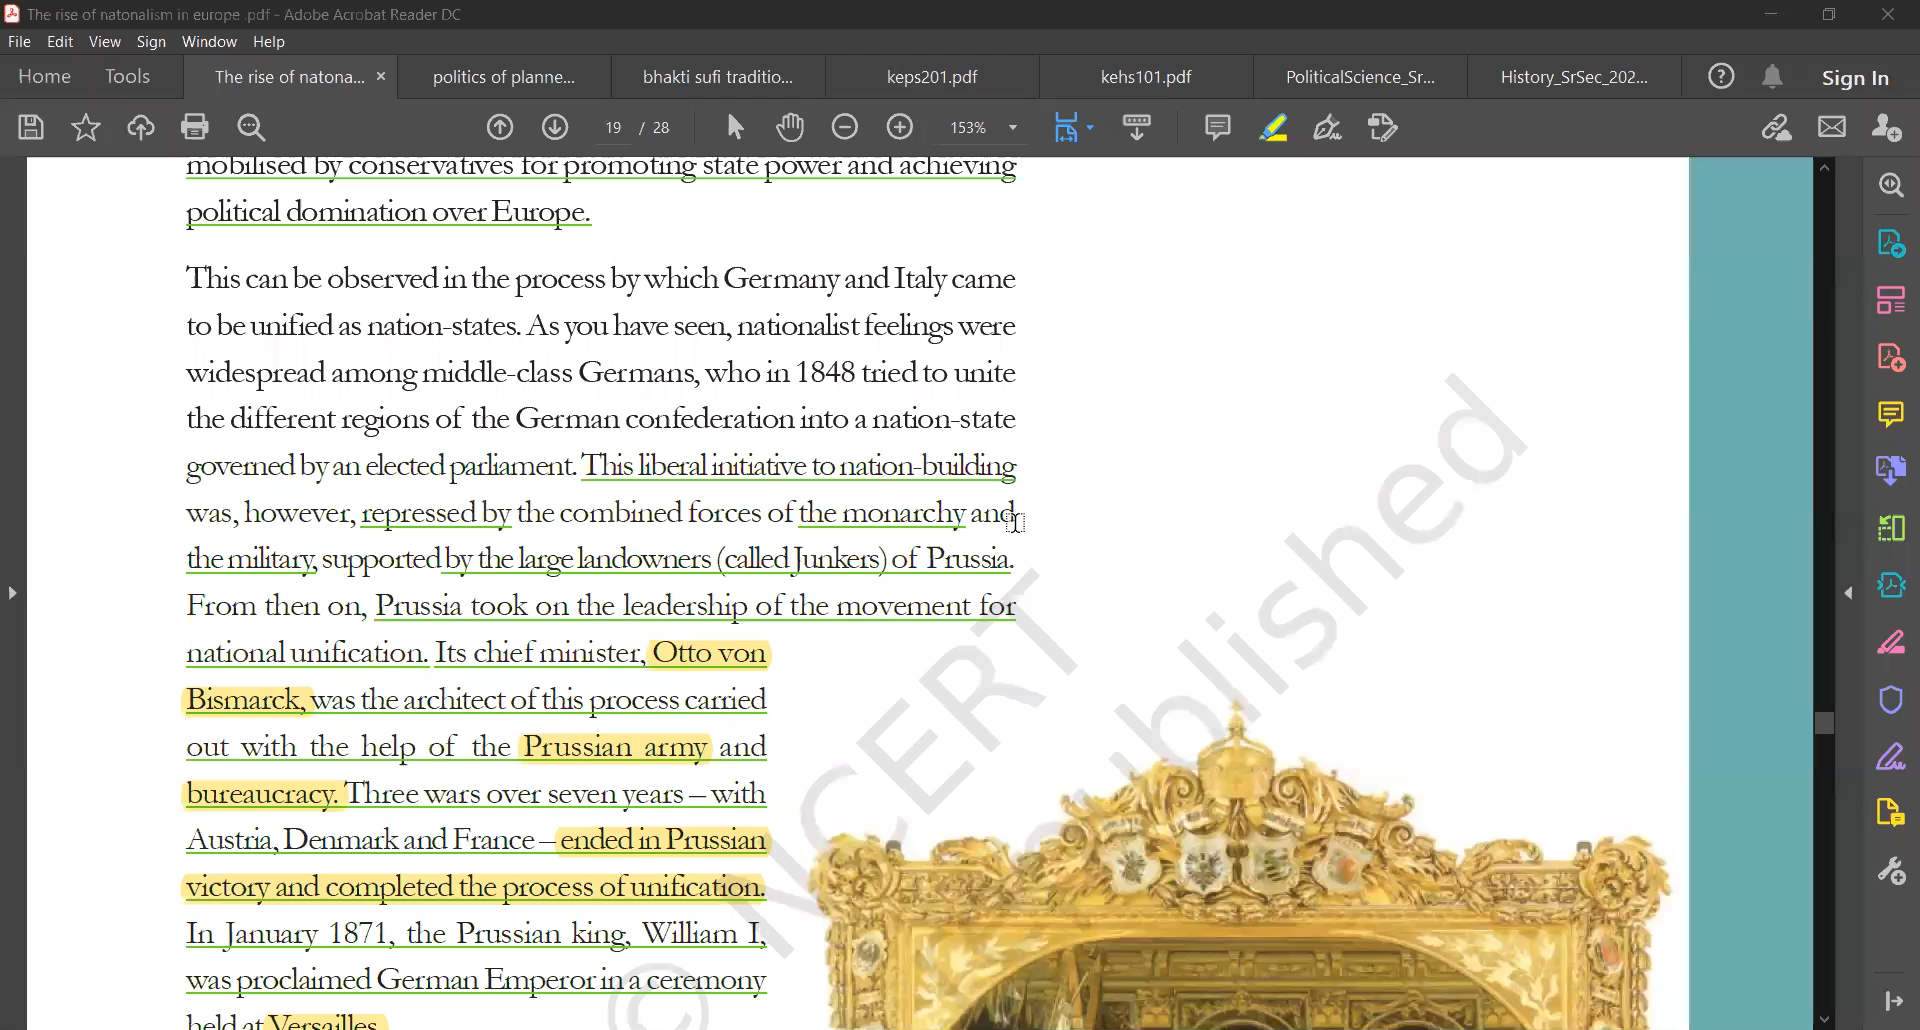 The rise of natonalism in europe .pdf - Adobe Acrobat Reader DC
File Edit View Sign Window Help
Home Tools The rise of natona... × politics of planne... bhakti sufi traditio... keps201.pdf kehs101.pdf PoliticalScience_Sr... History_SrSec_202... Sign In
19 / 28 153%
mobilised by conservatives for promoting state power and achieving
political domination over Europe.
This can be observed in the process by which Germany and Italy came
to be unified as nation-states. As you have seen, nationalist feelings were
widespread among middle-class Germans, who in 1848 tried to unite
the different regions of the German confederation into a nation-state
governed by an elected parliament. This liberal initiative to nation-building
was, however, repressed by the combined forces of the monarchy and
the military, supported by the large landowners (called Junkers) of Prussia.
From then on, Prussia took on the leadership of the movement for
national unification. Its chief minister, Otto von
Bismarck, was the architect of this process carried
out with the help of the Prussian army and
bureaucracy. Three wars over seven years – with
Austria, Denmark and France – ended in Prussian
victory and completed the process of unification.
In January 1871, the Prussian king, William I,
was proclaimed German Emperor in a ceremony
held at Versailles.
© NCERT